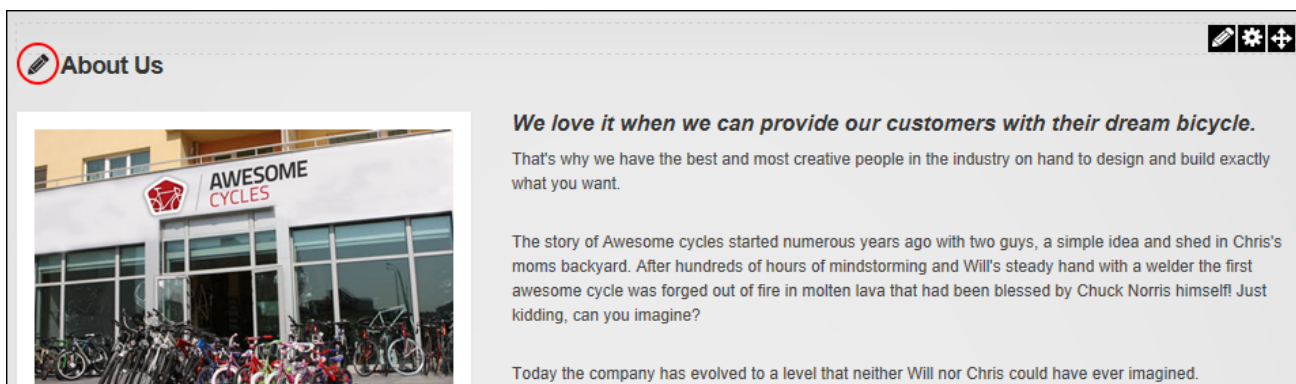 About Us
AWESOME
CYCLES
We love it when we can provide our customers with their dream bicycle.
That's why we have the best and most creative people in the industry on hand to design and build exactly
what you want.
The story of Awesome cycles started numerous years ago with two guys, a simple idea and shed in Chris's
moms backyard. After hundreds of hours of mindstorming and Will's steady hand with a welder the first
awesome cycle was forged out of fire in molten lava that had been blessed by Chuck Norris himself! Just
kidding, can you imagine?
Today the company has evolved to a level that neither Will nor Chris could have ever imagined.